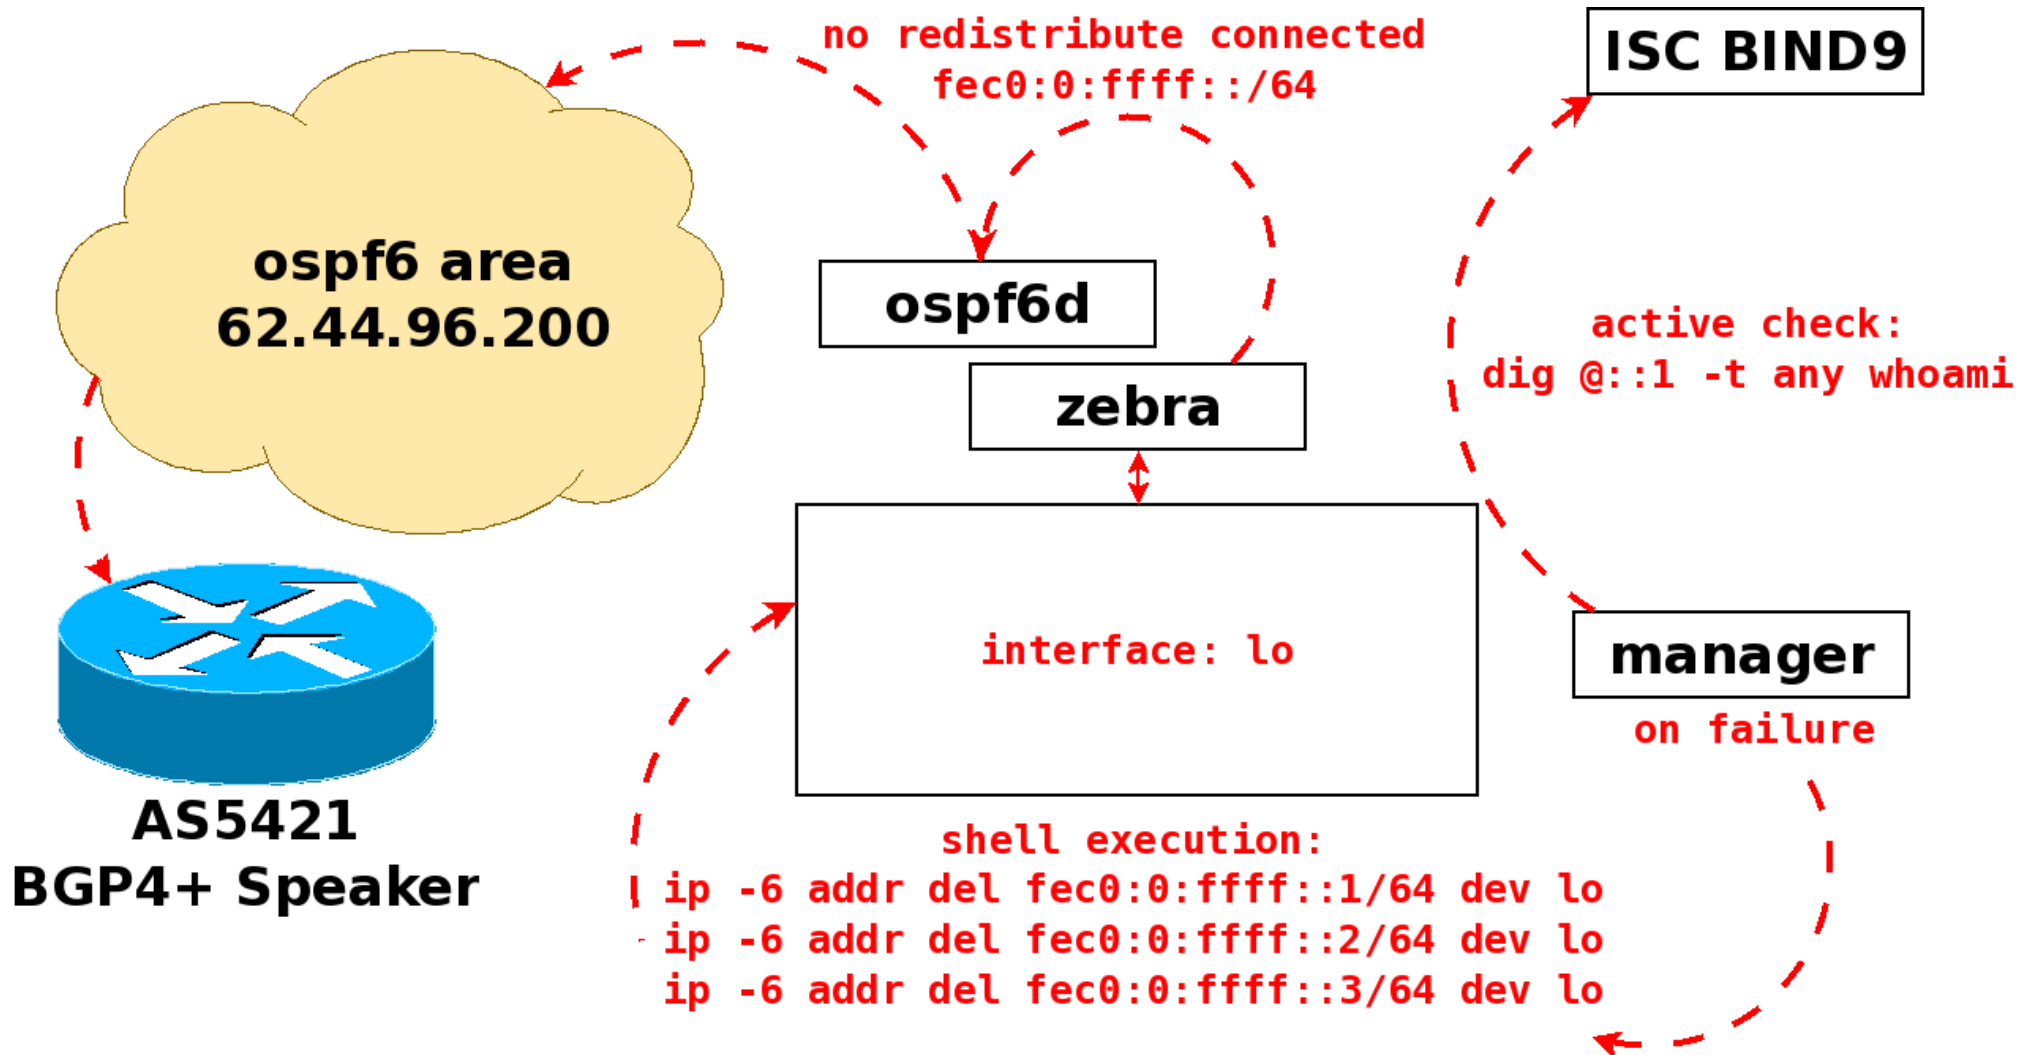 no redistribute connected
fec0:0:ffff::/64
ISC BIND9
ospf6 area
62.44.96.200
ospf6d
zebra
active check:
dig @::1 -t any whoami
interface: lo
manager
on failure
AS5421
BGP4+ Speaker
shell execution:
ip -6 addr del fec0:0:ffff::1/64 dev lo
ip -6 addr del fec0:0:ffff::2/64 dev lo
ip -6 addr del fec0:0:ffff::3/64 dev lo